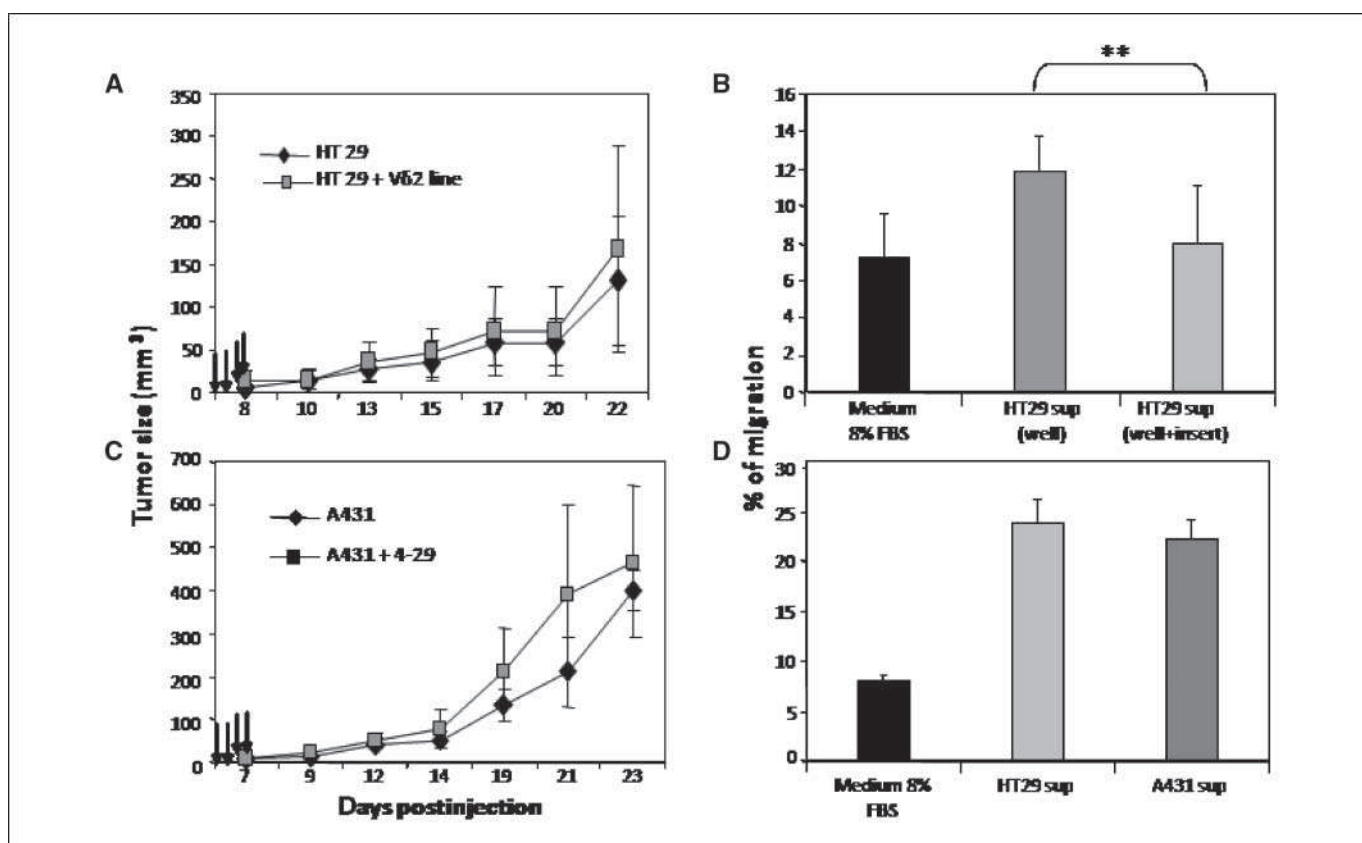 A
350
300
250
200
150
100
50
0
HT 29
HT 29 + Vδ2 line
8 10 13 15 17 20 22
Tumor size (mm³)
B
**
16
14
12
10
8
6
4
2
0
Medium 8% FBS
HT29 sup (well)
HT29 sup (well+insert)
% of migration
C
700
600
500
400
300
200
100
0
A431
A431 + 4-29
7 9 12 14 19 21 23
Days postinjection
D
30
25
20
15
10
5
0
Medium 8% FBS
HT29 sup
A431 sup